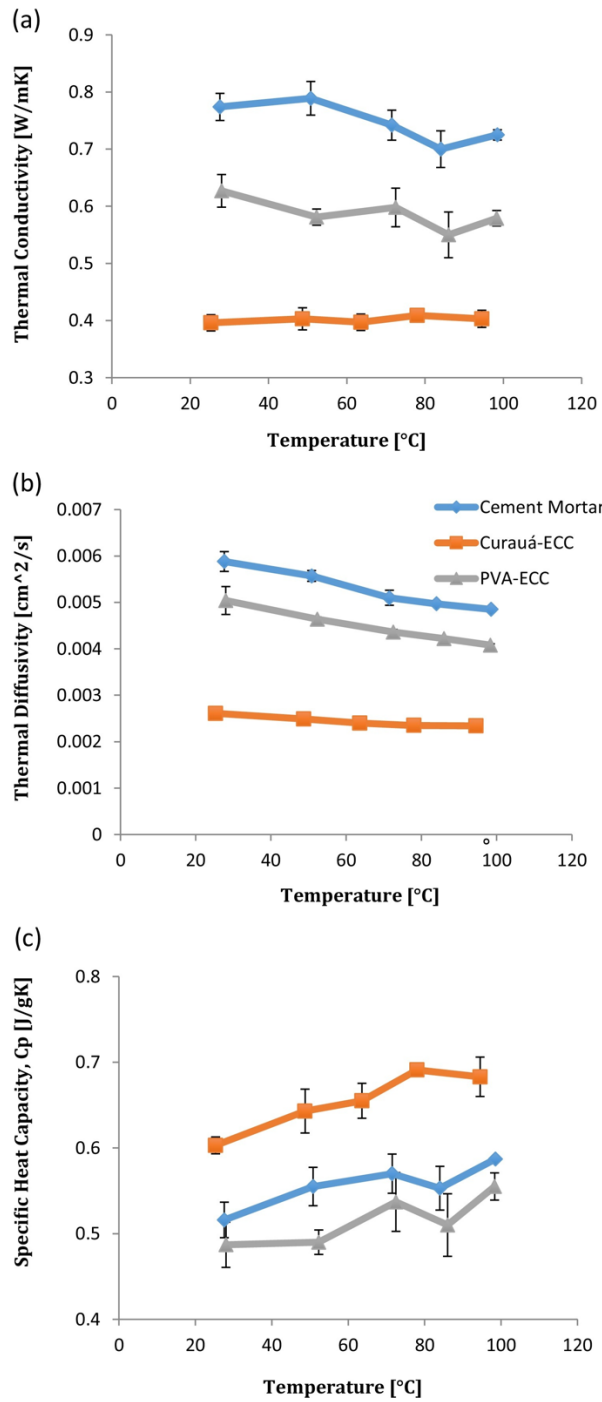 (a)
Thermal Conductivity [W/mK]
0.9
0.8
0.7
0.6
0.5
0.4
0.3
0 20 40 60 80 100 120
Temperature [°C]
(b)
Thermal Diffusivity [cm^2/s]
0.007
0.006
0.005
0.004
0.003
0.002
0.001
0
Cement Mortar
Curauá-ECC
PVA-ECC
0 20 40 60 80 100 120
Temperature [°C]
(c)
Specific Heat Capacity, Cp [J/gK]
0.8
0.7
0.6
0.5
0.4
0 20 40 60 80 100 120
Temperature [°C]